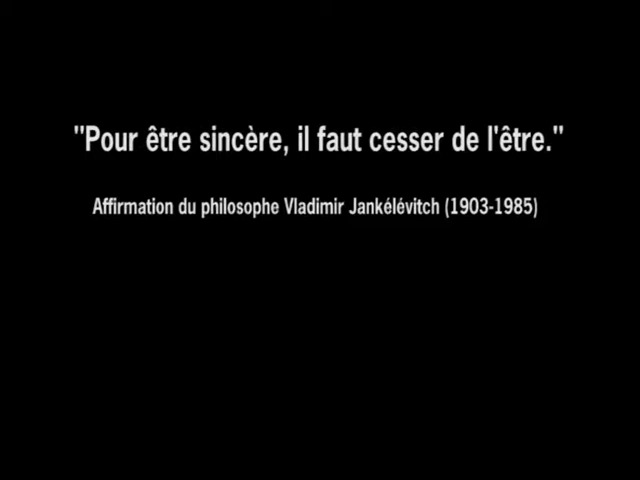 "Pour être sincère, il faut cesser de l'être."
Affirmation du philosophe Vladimir Jankélévitch (1903-1985)